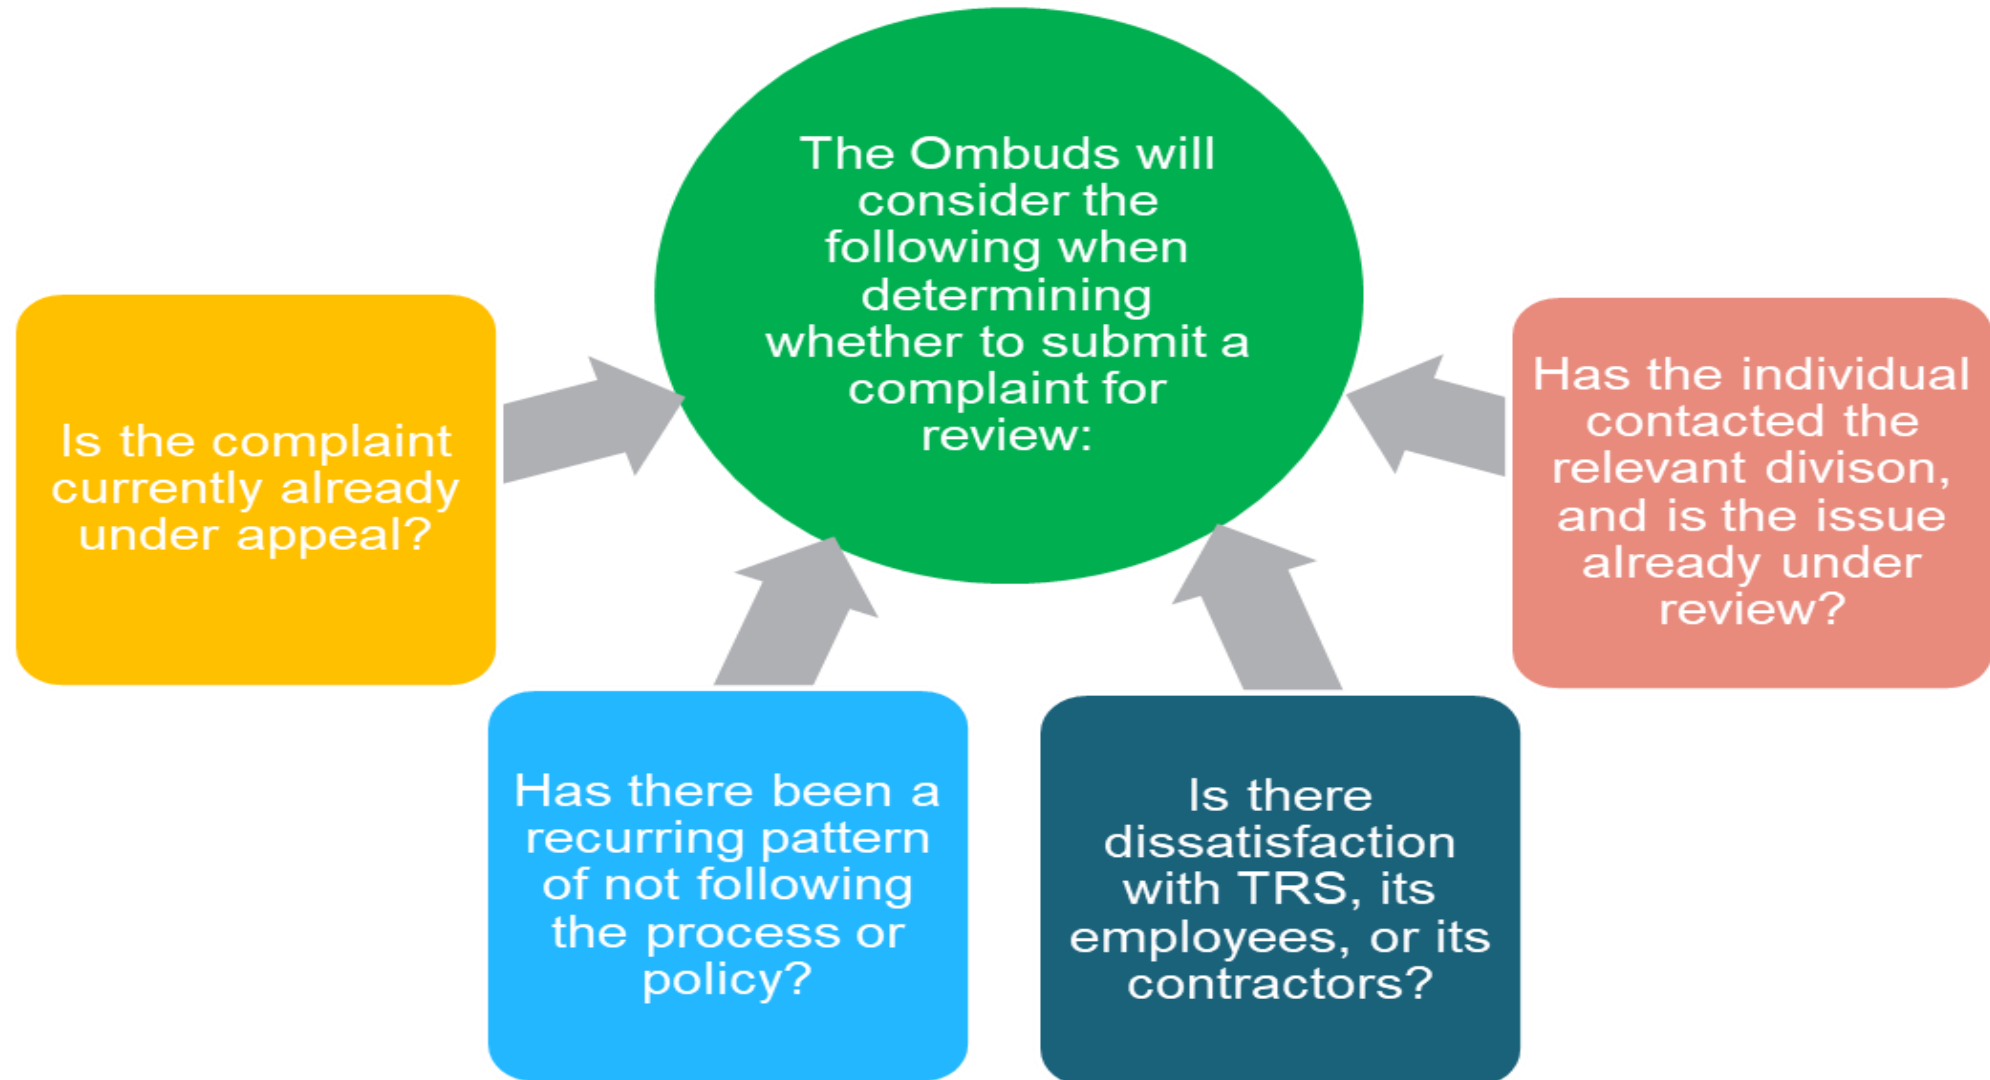 The Ombuds will
consider the
following when
determining
whether to submit a
complaint for
review:
Is the complaint
currently already
under appeal?
Has there been a
recurring pattern
of not following
the process or
policy?
Is there
dissatisfaction
with TRS, its
employees, or its
contractors?
Has the individual
contacted the
relevant divison,
and is the issue
already under
review?